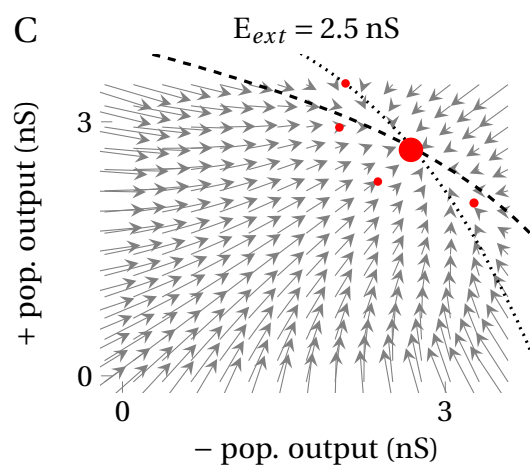 C
E_ext = 2.5 nS
+ pop. output (nS)
3
0
0 3
− pop. output (nS)